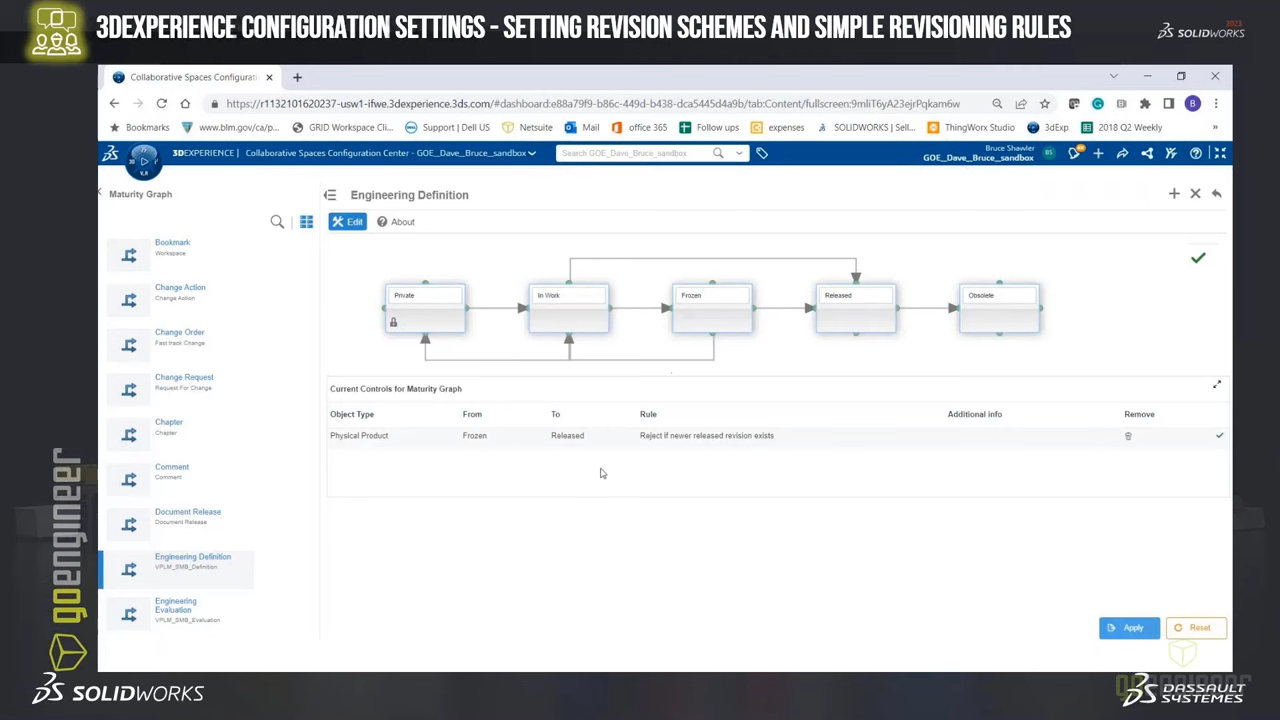 3DEXPERIENCE CONFIGURATION SETTINGS - SETTING REVISION SCHEMES AND SIMPLE REVISIONING RULES
2023
SOLIDWORKS
Collaborative Spaces Configurat
https://r1132101620237-usw1-ifwe.3dexperience.3ds.com/#dashboard:e88a79f9-b86c-449d-b438-dca5445d4a9b/tab:Content/fullscreen:9mIiT6yA23ejrPqkam6w
B
Bookmarks
www.blm.gov/ca/p...
GRID Workspace Cli...
Support | Dell US
Netsuite
Mail
office 365
Follow ups
expenses
SOLIDWORKS | Sell...
ThingWorx Studio
3dExp
2018 Q2 Weekly
»
3DEXPERIENCE | Collaborative Spaces Configuration Center - GOE_Dave_Bruce_sandbox
Search GOE_Dave_Bruce_sandbox
Bruce Shawler
GOE_Dave_Bruce_sandbox
BS
V.R
Maturity Graph
Engineering Definition
Edit
About
Bookmark
Workspace
Change Action
Change Action
Change Order
Fast track Change
Change Request
Request For Change
Chapter
Chapter
Comment
Comment
Document Release
Document Release
Engineering Definition
VPLM_SMB_Definition
Engineering
Evaluation
VPLM_SMB_Evaluation
Private
In Work
Frozen
Released
Obsolete
Current Controls for Maturity Graph
Object Type From To Rule Additional info Remove
Physical Product Frozen Released Reject if newer released revision exists
Apply
Reset
goengineer
SOLIDWORKS
DASSAULT
SYSTEMES